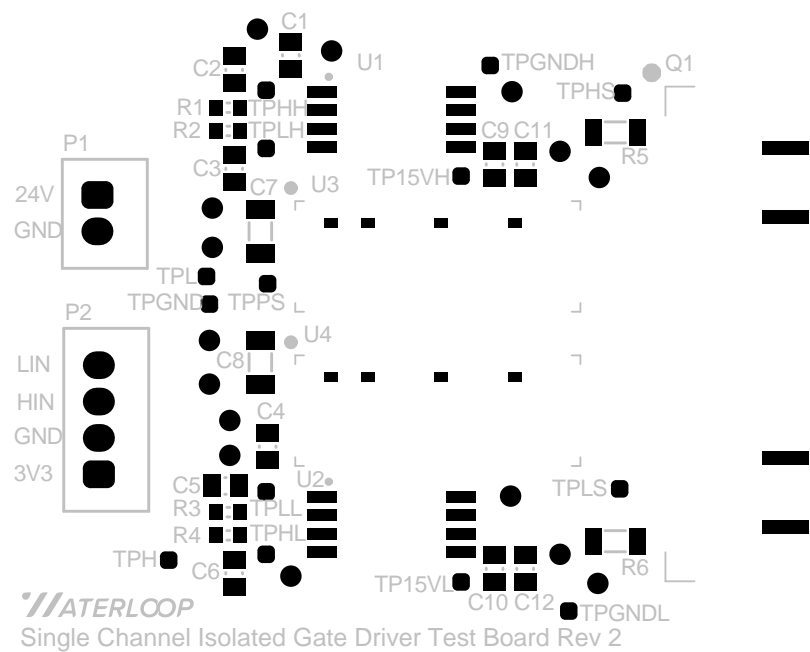 C1
U1
TPGNDH
Q1
C2
TPHS
R1
TPHH
R2
TPLH
C9
C11
P1
R5
C3
TP15VH
C7
U3
24V
GND
TPL
TPGND
TPPS
P2
U4
C8
LIN
HIN
C4
GND
3V3
C5
U2
TPLS
R3
TPLL
R4
TPHL
TPH
C6
TP15VL
R6
C10
C12
TPGNDL
WATERLOOP
Single Channel Isolated Gate Driver Test Board Rev 2